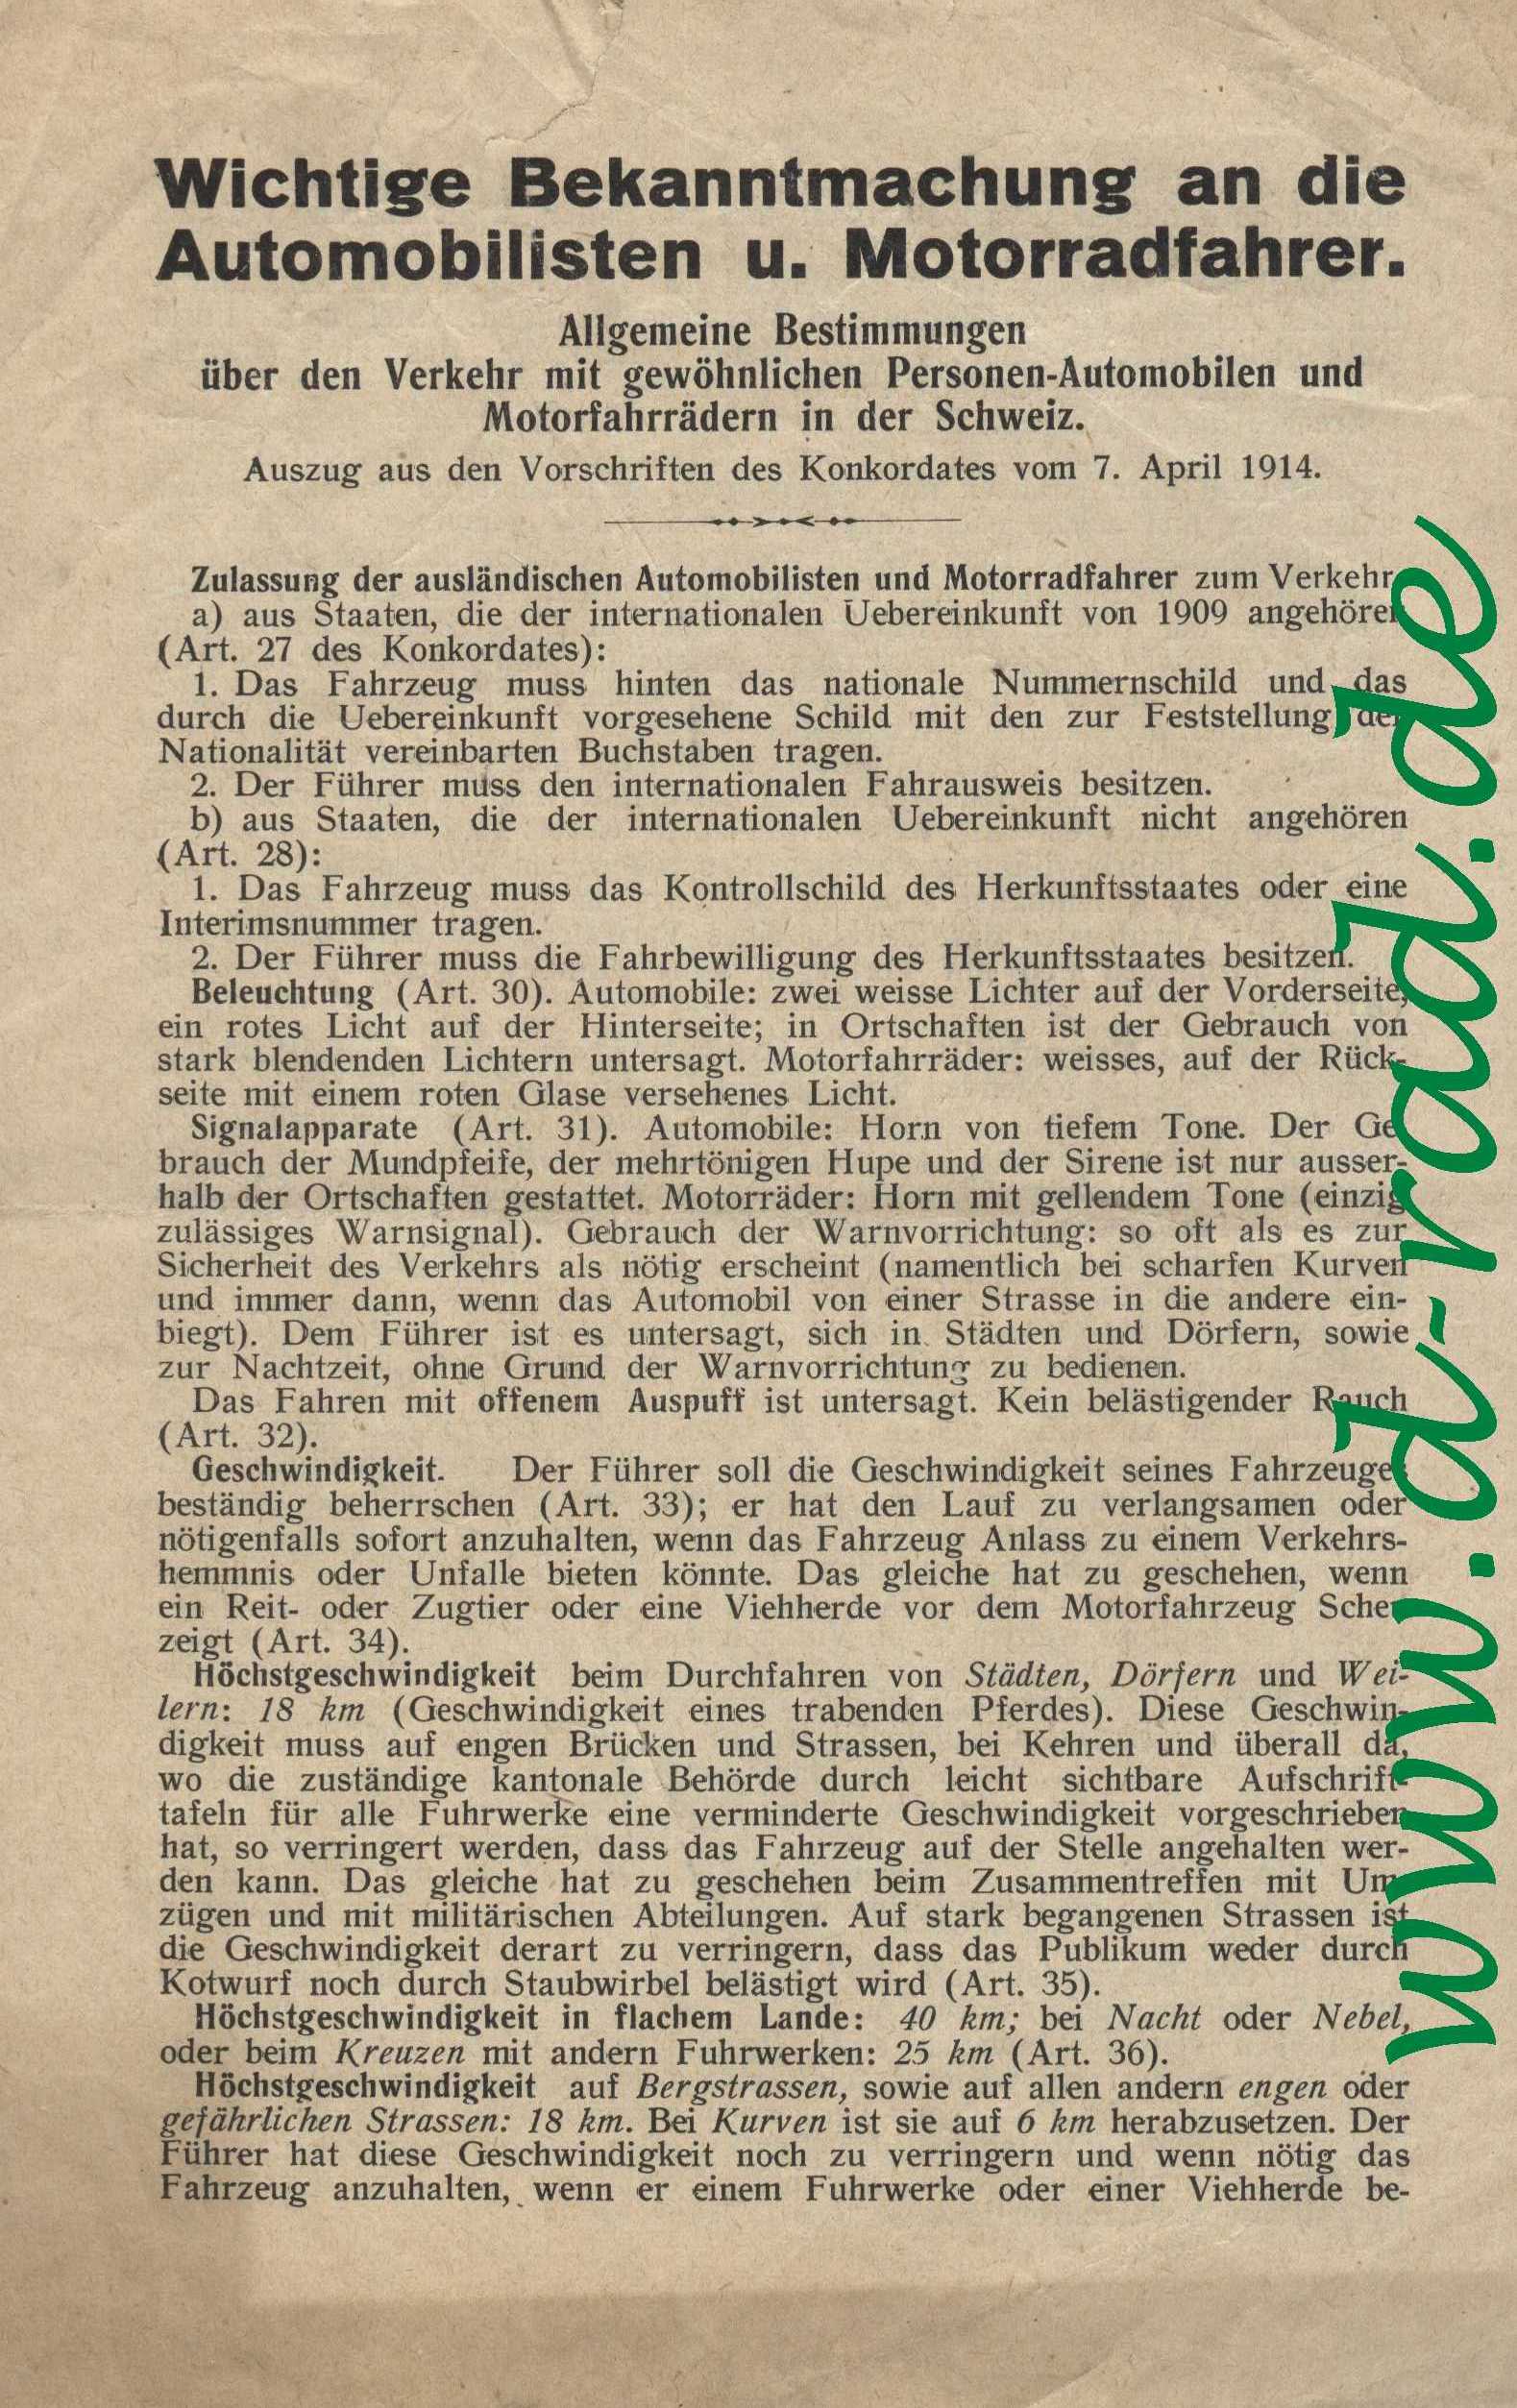 Wichtige Bekanntmachung an die
Automobilisten u. Motorradfahrer.
Allgemeine Bestimmungen
über den Verkehr mit gewöhnlichen Personen-Automobilen und
Motorfahrrädern in der Schweiz.
Auszug aus den Vorschriften des Konkordates vom 7. April 1914.
Zulassung der ausländischen Automobilisten und Motorradfahrer zum Verkehr
a) aus Staaten, die der internationalen Uebereinkunft von 1909 angehören
(Art. 27 des Konkordates):
1. Das Fahrzeug muss hinten das nationale Nummernschild und das
durch die Uebereinkunft vorgesehene Schild mit den zur Feststellung der
Nationalität vereinbarten Buchstaben tragen.
2. Der Führer muss den internationalen Fahrausweis besitzen.
b) aus Staaten, die der internationalen Uebereinkunft nicht angehören
(Art. 28):
1. Das Fahrzeug muss das Kontrollschild des Herkunftsstaates oder eine
Interimsnummer tragen.
2. Der Führer muss die Fahrbewilligung des Herkunftsstaates besitzen.
Beleuchtung (Art. 30). Automobile: zwei weisse Lichter auf der Vorderseite,
ein rotes Licht auf der Hinterseite; in Ortschaften ist der Gebrauch von
stark blendenden Lichtern untersagt. Motorfahrräder: weisses, auf der Rück-
seite mit einem roten Glase versehenes Licht.
Signalapparate (Art. 31). Automobile: Horn von tiefem Tone. Der Ge-
brauch der Mundpfeife, der mehrtönigen Hupe und der Sirene ist nur ausser-
halb der Ortschaften gestattet. Motorräder: Horn mit gellendem Tone (einzig
zulässiges Warnsignal). Gebrauch der Warnvorrichtung: so oft als es zur
Sicherheit des Verkehrs als nötig erscheint (namentlich bei scharfen Kurven
und immer dann, wenn das Automobil von einer Strasse in die andere ein-
biegt). Dem Führer ist es untersagt, sich in Städten und Dörfern, sowie
zur Nachtzeit, ohne Grund der Warnvorrichtung zu bedienen.
Das Fahren mit offenem Auspuff ist untersagt. Kein belästigender Rauch
(Art. 32).
Geschwindigkeit. Der Führer soll die Geschwindigkeit seines Fahrzeuges
beständig beherrschen (Art. 33); er hat den Lauf zu verlangsamen oder
nötigenfalls sofort anzuhalten, wenn das Fahrzeug Anlass zu einem Verkehrs-
hemmnis oder Unfalle bieten könnte. Das gleiche hat zu geschehen, wenn
ein Reit- oder Zugtier oder eine Viehherde vor dem Motorfahrzeug Scheu
zeigt (Art. 34).
Höchstgeschwindigkeit beim Durchfahren von Städten, Dörfern und Wei-
lern: 18 km (Geschwindigkeit eines trabenden Pferdes). Diese Geschwin-
digkeit muss auf engen Brücken und Strassen, bei Kehren und überall da,
wo die zuständige kantonale Behörde durch leicht sichtbare Aufschrift-
tafeln für alle Fuhrwerke eine verminderte Geschwindigkeit vorgeschrieben
hat, so verringert werden, dass das Fahrzeug auf der Stelle angehalten wer-
den kann. Das gleiche hat zu geschehen beim Zusammentreffen mit Um-
zügen und mit militärischen Abteilungen. Auf stark begangenen Strassen ist
die Geschwindigkeit derart zu verringern, dass das Publikum weder durch
Kotwurf noch durch Staubwirbel belästigt wird (Art. 35).
Höchstgeschwindigkeit in flachem Lande: 40 km; bei Nacht oder Nebel,
oder beim Kreuzen mit andern Fuhrwerken: 25 km (Art. 36).
Höchstgeschwindigkeit auf Bergstrassen, sowie auf allen andern engen oder
gefährlichen Strassen: 18 km. Bei Kurven ist sie auf 6 km herabzusetzen. Der
Führer hat diese Geschwindigkeit noch zu verringern und wenn nötig das
Fahrzeug anzuhalten, wenn er einem Fuhrwerke oder einer Viehherde be-
www.d-rad.de